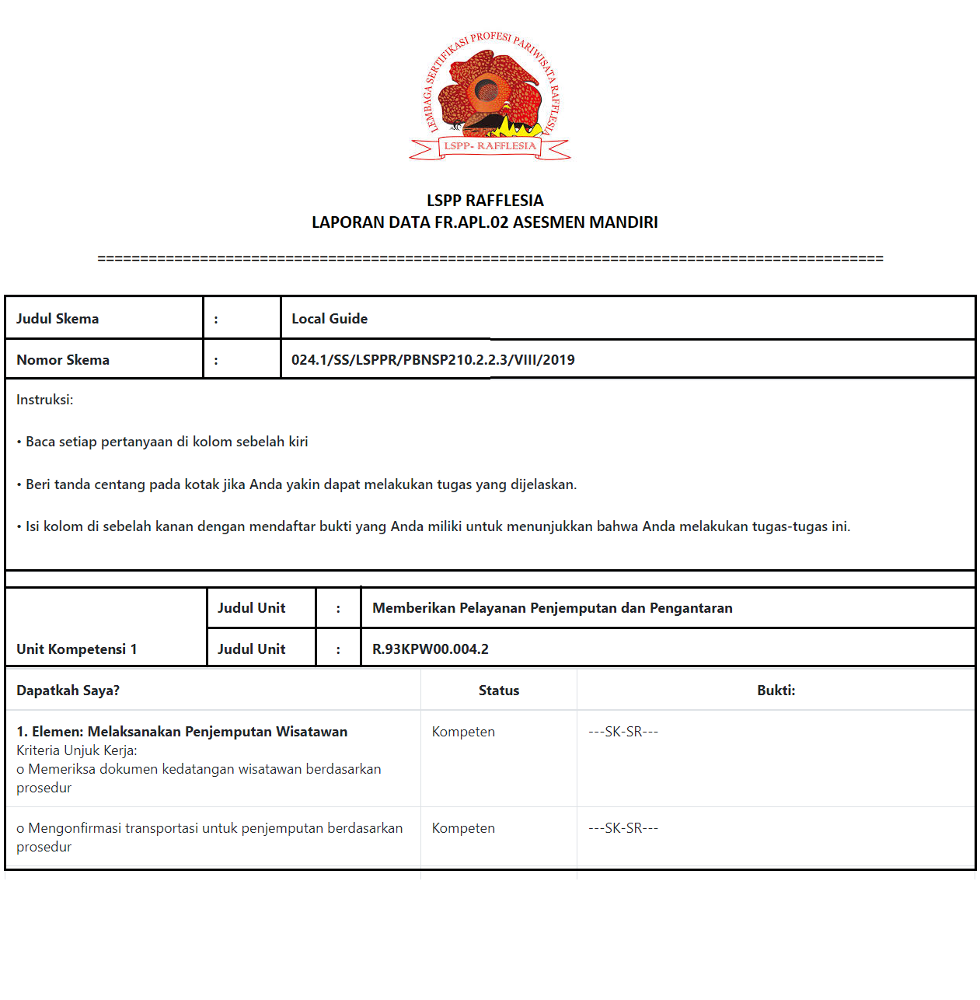 LEMBAGA SERTIFIKASI PROFESI PARIWISATA RAFFLESIA
LSPP- RAFFLESIA
LSPP RAFFLESIA
LAPORAN DATA FR.APL.02 ASESMEN MANDIRI
============================================================================================
Judul Skema : Local Guide
Nomor Skema : 024.1/SS/LSPPR/PBNSP210.2.2.3/VIII/2019
Instruksi:
• Baca setiap pertanyaan di kolom sebelah kiri
• Beri tanda centang pada kotak jika Anda yakin dapat melakukan tugas yang dijelaskan.
• Isi kolom di sebelah kanan dengan mendaftar bukti yang Anda miliki untuk menunjukkan bahwa Anda melakukan tugas-tugas ini.
Judul Unit : Memberikan Pelayanan Penjemputan dan Pengantaran
Unit Kompetensi 1 Judul Unit : R.93KPW00.004.2
Dapatkah Saya? Status Bukti:
1. Elemen: Melaksanakan Penjemputan Wisatawan Kompeten ---SK-SR---
Kriteria Unjuk Kerja:
o Memeriksa dokumen kedatangan wisatawan berdasarkan
prosedur
o Mengonfirmasi transportasi untuk penjemputan berdasarkan Kompeten ---SK-SR---
prosedur